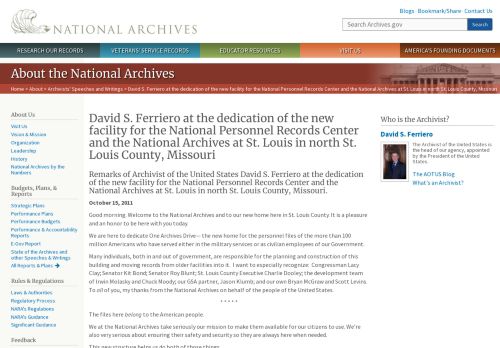 NATIONAL ARCHIVES
Blogs · Bookmark/Share · Contact Us
Search Archives.gov
Search
RESEARCH OUR RECORDS
VETERANS' SERVICE RECORDS
EDUCATOR RESOURCES
VISIT US
AMERICA'S FOUNDING DOCUMENTS
About the National Archives
Home > About > Archivists' Speeches and Writings > David S. Ferriero at the dedication of the new facility for the National Personnel Records Center and the National Archives at St. Louis in north St. Louis County, Missouri
About Us
Visit Us
Vision & Mission
Organization
Leadership
History
National Archives by the
Numbers
Budgets, Plans, &
Reports
Strategic Plans
Performance Plans
Performance Budgets
Performance & Accountability
Reports
E-Gov Report
State of the Archives and
other Speeches & Writings
All Reports & Plans
Rules & Regulations
Laws & Authorities
Regulatory Process
NARA's Regulations
NARA's Guidance
Significant Guidance
Feedback
David S. Ferriero at the dedication of the new
facility for the National Personnel Records Center
and the National Archives at St. Louis in north St.
Louis County, Missouri
Remarks of Archivist of the United States David S. Ferriero at the dedication
of the new facility for the National Personnel Records Center and the
National Archives at St. Louis in north St. Louis County, Missouri.
October 15, 2011
Good morning. Welcome to the National Archives and to our new home here in St. Louis County. It is a pleasure
and an honor to be here with you today.
We are here to dedicate One Archives Drive— the new home for the personnel files of the more than 100
million Americans who have served either in the military services or as civilian employees of our Government.
Many individuals, both in and out of government, are responsible for the planning and construction of this
building and moving records from older facilities into it. I want to especially recognize: Congressman Lacy
Clay; Senator Kit Bond; Senator Roy Blunt; St. Louis County Executive Charlie Dooley; the development team
of Irwin Molasky and Chuck Moody; our GSA partner, Jason Klumb; and our own Bryan McGraw and Scott Levins.
To all of you, my thanks from the National Archives on behalf of the people of the United States.
* * * * *
The files here belong to the American people.
We at the National Archives take seriously our mission to make them available for our citizens to use. We're
also very serious about ensuring their safety and security so they are always here when needed.
This new structure helps us do both of those things.
Who is the Archivist?
David S. Ferriero
The Archivist of the United States is
the head of our agency, appointed
by the President of the United
States.
The AOTUS Blog
What's an Archivist?